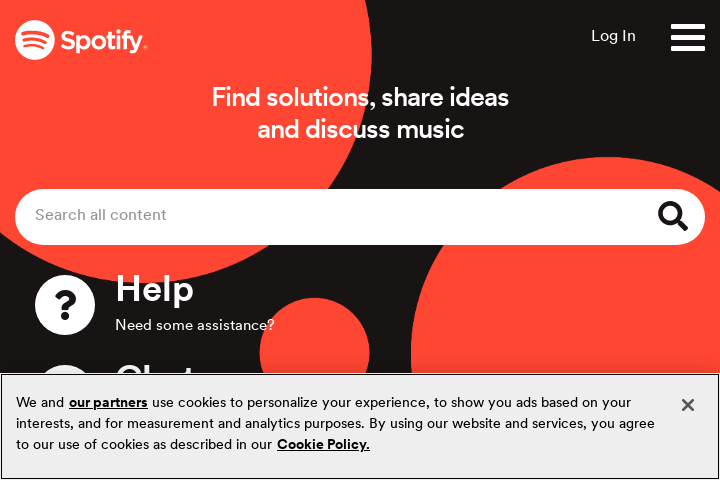 Spotify
Log In
Find solutions, share ideas
and discuss music
Search all content
Help
Need some assistance?
We and our partners use cookies to personalize your experience, to show you ads based on your
interests, and for measurement and analytics purposes. By using our website and services, you agree
to our use of cookies as described in our Cookie Policy.